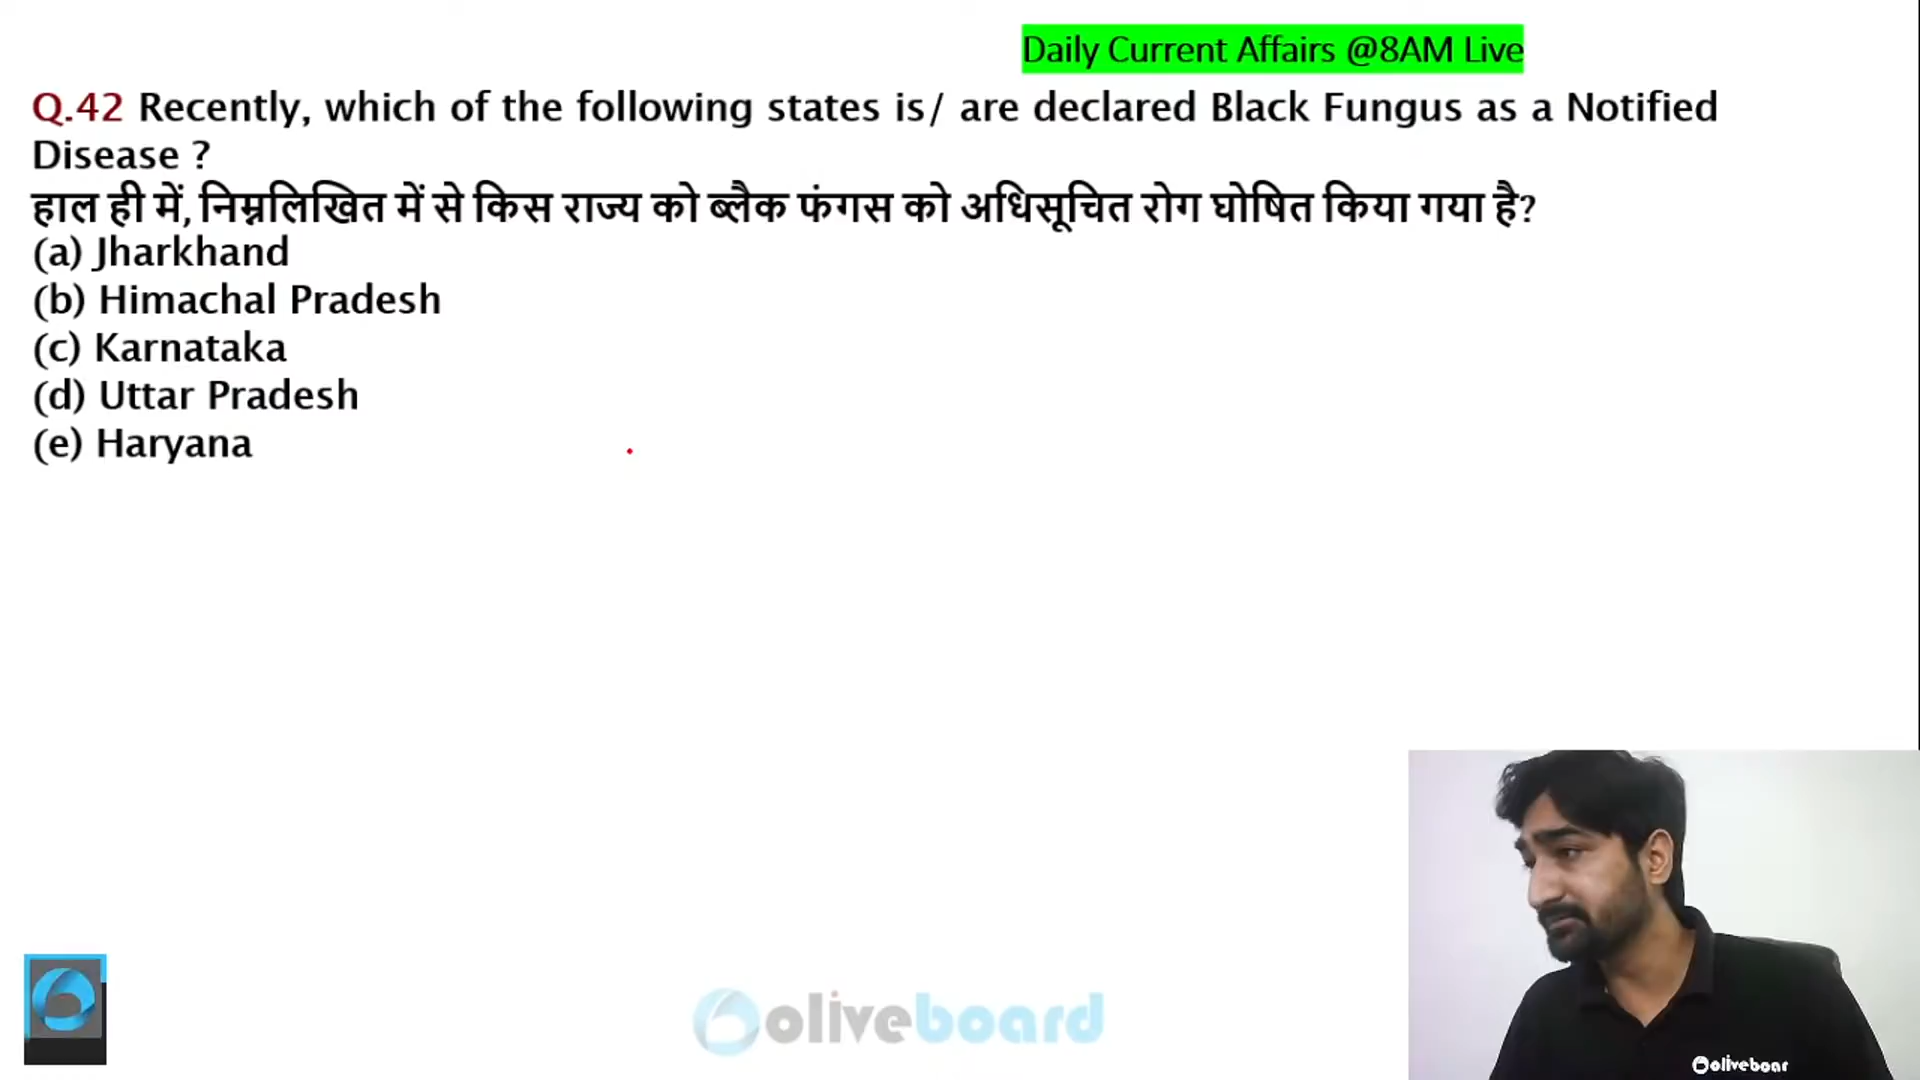 Daily Current Affairs @8AM Live
Q.42 Recently, which of the following states is/ are declared Black Fungus as a Notified
Disease ?
हाल ही में, निम्नलिखित में से किस राज्य को ब्लैक फंगस को अधिसूचित रोग घोषित किया गया है?
(a) Jharkhand
(b) Himachal Pradesh
(c) Karnataka
(d) Uttar Pradesh
(e) Haryana
oliveboard
oliveboar